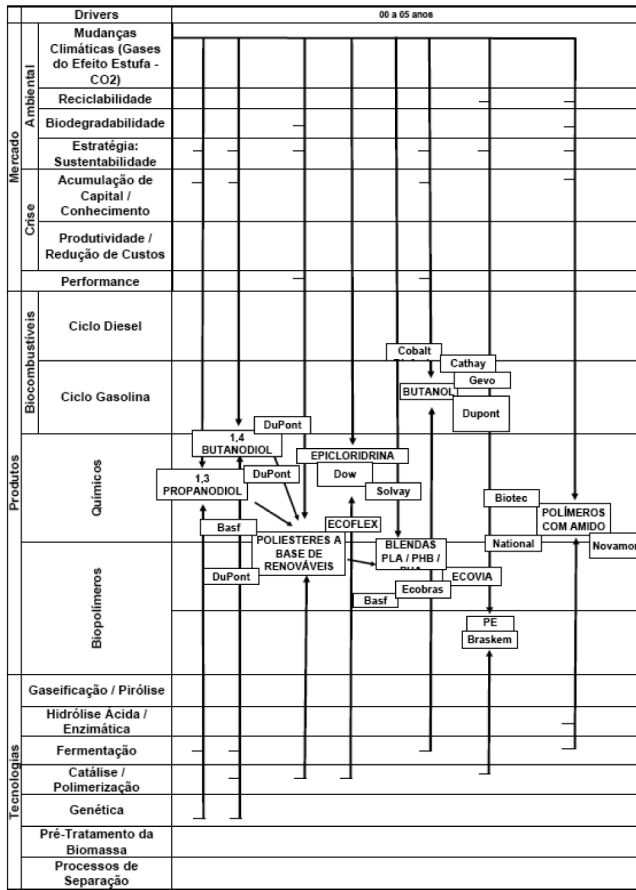 Drivers
00 a 05 anos
Mercado
Ambiental
Mudanças
Climáticas (Gases
do Efeito Estufa -
CO2)
Reciclabilidade
Biodegradabilidade
Estratégia:
Sustentabilidade
Crise
Acumulação de
Capital /
Conhecimento
Produtividade /
Redução de Custos
Performance
Produtos
Biocombustíveis
Ciclo Diesel
Ciclo Gasolina
Cobalt
Cathay
Gevo
BUTANOL
Dupont
Químicos
DuPont
1,4
BUTANODIOL
DuPont
1,3
PROPANODIOL
EPICLORIDRINA
Dow
Solvay
Biotec
POLÍMEROS
COM AMIDO
Basf
ECOFLEX
National
Novamon
Biopolímeros
POLIESTERES A
BASE DE
RENOVÁVEIS
DuPont
BLENDAS
PLA / PHB /
ECOVIA
Ecobras
Basf
PE
Braskem
Tecnologias
Gaseificação / Pirólise
Hidrólise Ácida /
Enzimática
Fermentação
Catálise /
Polimerização
Genética
Pré-Tratamento da
Biomassa
Processos de
Separação